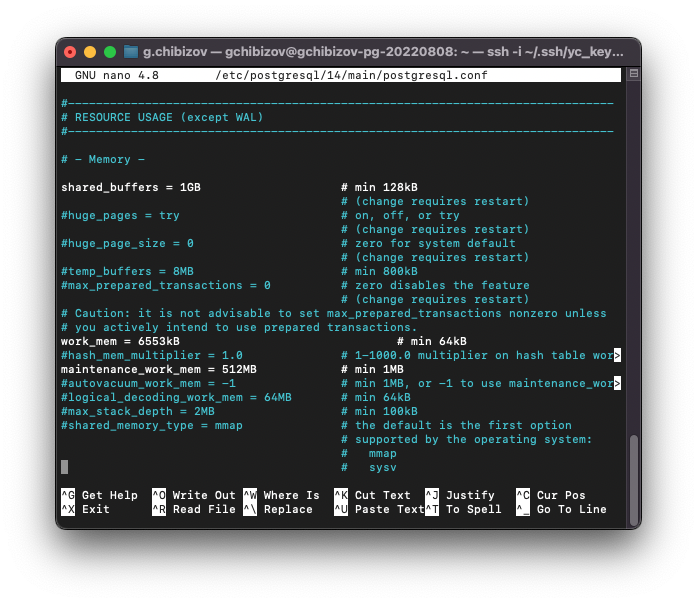 g.chibizov — gchibizov@gchibizov-pg-20220808: ~ — ssh -i ~/.ssh/yc_key...
GNU nano 4.8 /etc/postgresql/14/main/postgresql.conf
#------------------------------------------------------------------------------
# RESOURCE USAGE (except WAL)
#------------------------------------------------------------------------------
# - Memory -
shared_buffers = 1GB # min 128kB
# (change requires restart)
#huge_pages = try # on, off, or try
# (change requires restart)
#huge_page_size = 0 # zero for system default
# (change requires restart)
#temp_buffers = 8MB # min 800kB
#max_prepared_transactions = 0 # zero disables the feature
# (change requires restart)
# Caution: it is not advisable to set max_prepared_transactions nonzero unless
# you actively intend to use prepared transactions.
work_mem = 6553kB # min 64kB
#hash_mem_multiplier = 1.0 # 1-1000.0 multiplier on hash table wor>
maintenance_work_mem = 512MB # min 1MB
#autovacuum_work_mem = -1 # min 1MB, or -1 to use maintenance_wor>
#logical_decoding_work_mem = 64MB # min 64kB
#max_stack_depth = 2MB # min 100kB
#shared_memory_type = mmap # the default is the first option
# supported by the operating system:
# mmap
# sysv
^G Get Help ^O Write Out ^W Where Is ^K Cut Text ^J Justify ^C Cur Pos
^X Exit ^R Read File ^\ Replace ^U Paste Text ^T To Spell ^_ Go To Line